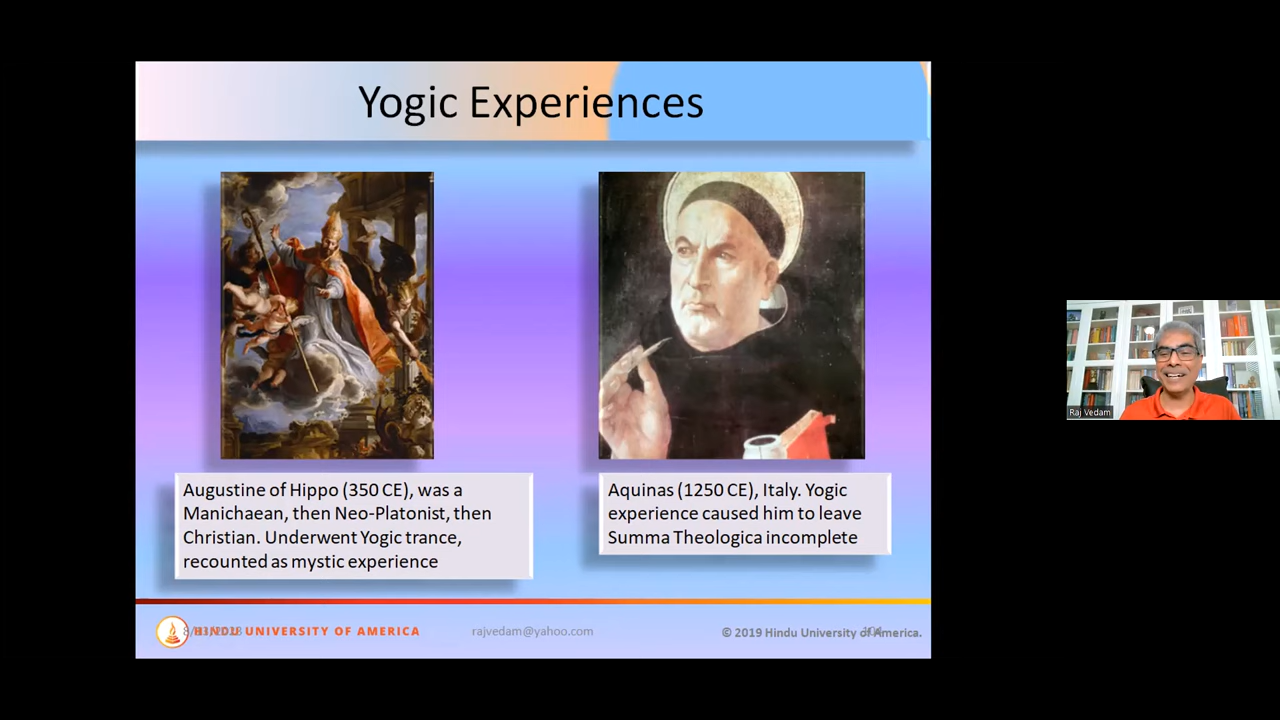 Yogic Experiences
Augustine of Hippo (350 CE), was a
Manichaean, then Neo-Platonist, then
Christian. Underwent Yogic trance,
recounted as mystic experience
Aquinas (1250 CE), Italy. Yogic
experience caused him to leave
Summa Theologica incomplete
Raj Vedam
HINDU UNIVERSITY OF AMERICA
rajvedam@yahoo.com
© 2019 Hindu University of America.